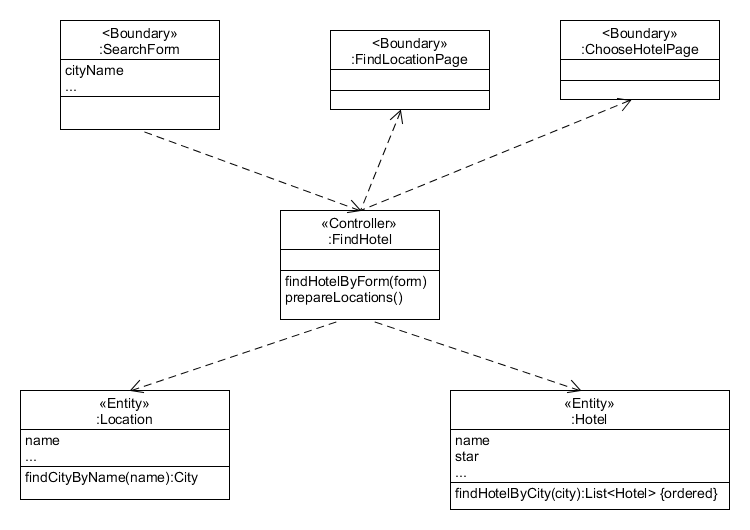 <Boundary>>
:SearchForm
cityName
...
<Boundary>>
:FindLocationPage
<Boundary>>
:ChooseHotelPage
«Controller»
:FindHotel
findHotelByForm(form)
prepareLocations()
«Entity»
:Location
name
...
findCityByName(name):City
«Entity»
:Hotel
name
star
...
findHotelByCity(city):List<Hotel> {ordered}